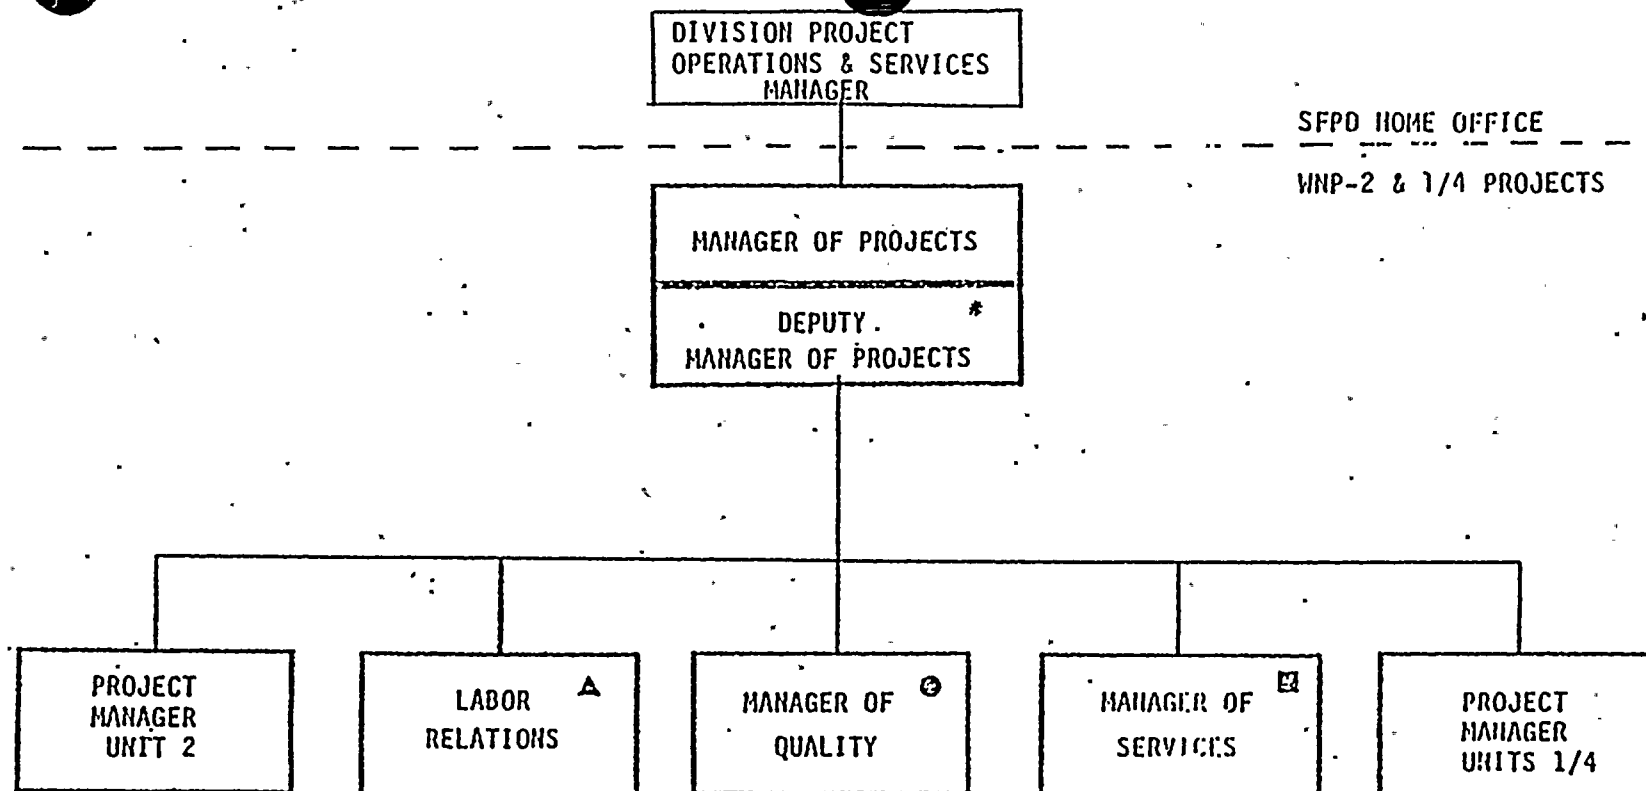 DIVISION PROJECT
OPERATIONS & SERVICES
MANAGER
SFPD HOME OFFICE
WNP-2 & 1/4 PROJECTS
MANAGER OF PROJECTS
DEPUTY *
MANAGER OF PROJECTS
PROJECT
MANAGER
UNIT 2
LABOR
RELATIONS
MANAGER OF
QUALITY
MANAGER OF
SERVICES
PROJECT
MANAGER
UNITS 1/4